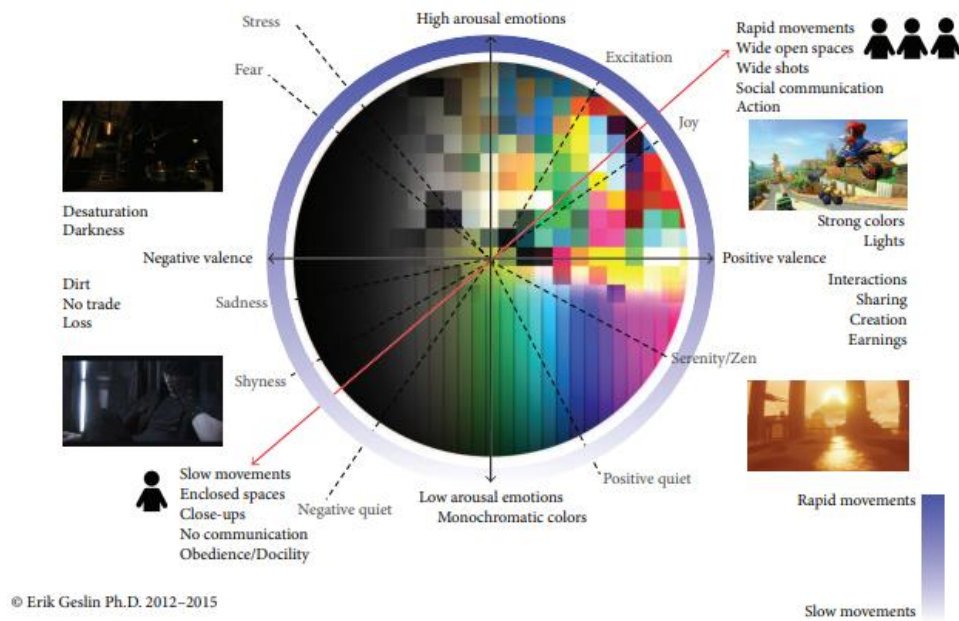 Stress
High arousal emotions
Fear
Excitation
Joy
Rapid movements
Wide open spaces
Wide shots
Social communication
Action
Desaturation
Darkness
Strong colors
Lights
Negative valence
Positive valence
Dirt
No trade
Loss
Sadness
Shyness
Interactions
Sharing
Creation
Earnings
Serenity/Zen
Slow movements
Enclosed spaces
Close-ups
No communication
Obedience/Docility
Negative quiet
Low arousal emotions
Monochromatic colors
Positive quiet
Rapid movements
Slow movements
© Erik Geslin Ph.D. 2012–2015